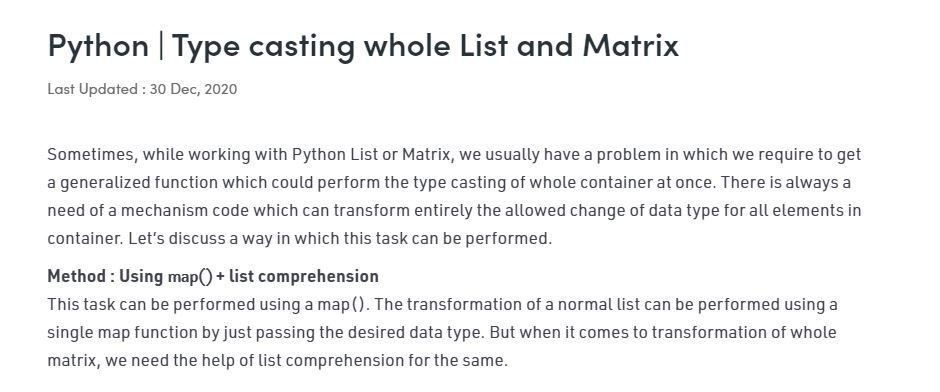 Python | Type casting whole List and Matrix
Last Updated : 30 Dec, 2020
Sometimes, while working with Python List or Matrix, we usually have a problem in which we require to get
a generalized function which could perform the type casting of whole container at once. There is always a
need of a mechanism code which can transform entirely the allowed change of data type for all elements in
container. Let’s discuss a way in which this task can be performed.
Method : Using map() + list comprehension
This task can be performed using a map(). The transformation of a normal list can be performed using a
single map function by just passing the desired data type. But when it comes to transformation of whole
matrix, we need the help of list comprehension for the same.